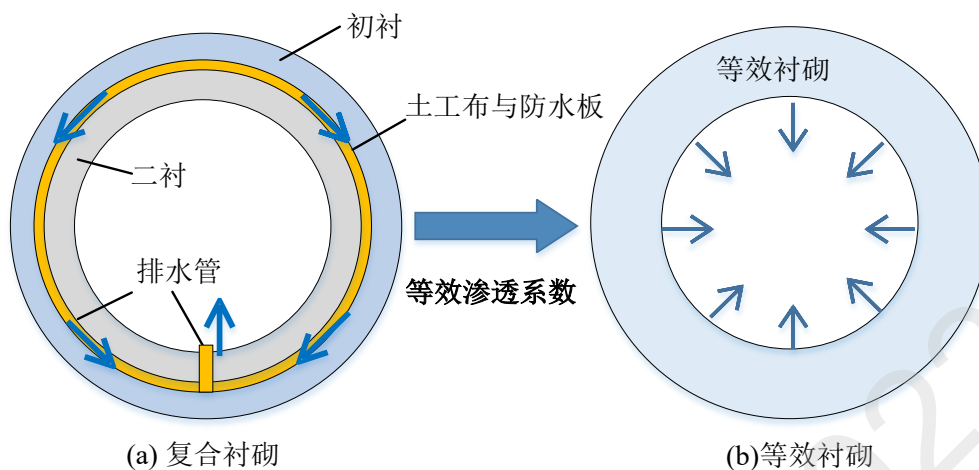 初衬
等效衬砌
土工布与防水板
二衬
排水管
等效渗透系数
(a) 复合衬砌
(b)等效衬砌